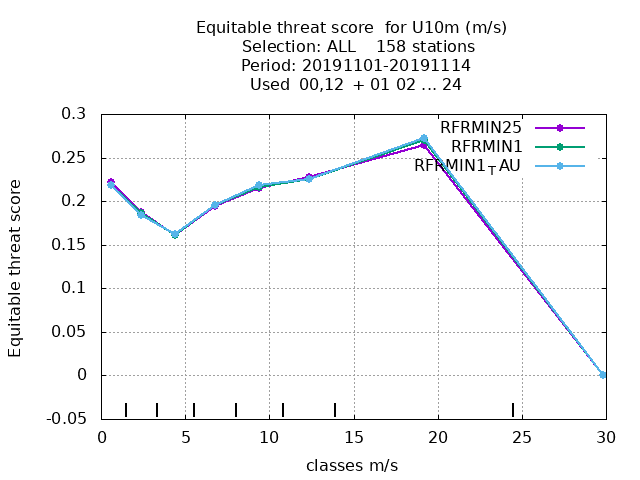 Equitable threat score  for U10m (m/s)
Selection: ALL    158 stations
Period: 20191101-20191114
Used  00,12  + 01 02 ... 24
RFRMIN25
RFRMIN1
RFRMIN1_TAU
Equitable threat score
0.3
0.25
0.2
0.15
0.1
0.05
0
-0.05
0 5 10 15 20 25 30
classes m/s